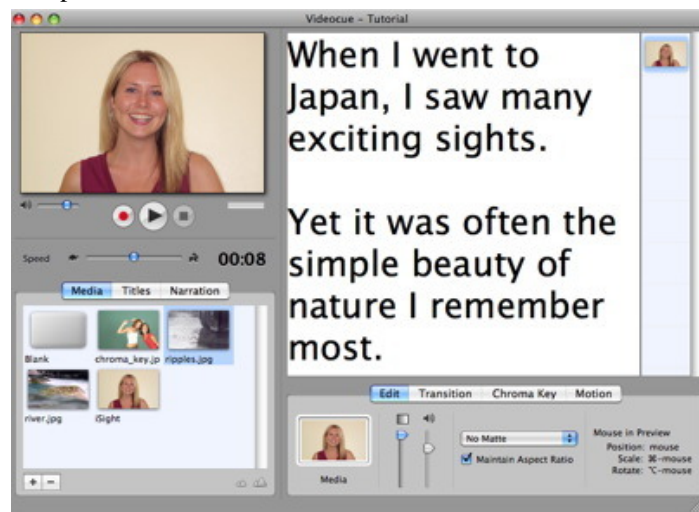 Videocue - Tutorial
When I went to
Japan, I saw many
exciting sights.
Yet it was often the
simple beauty of
nature I remember
most.
Speed
00:08
Media Titles Narration
Blank chroma_key.jp ripples.jpg
river.jpg iSight
+ -
Edit Transition Chroma Key Motion
Media
No Matte
Maintain Aspect Ratio
Mouse in Preview
Position: mouse
Scale: ⌘-mouse
Rotate: ⌥-mouse